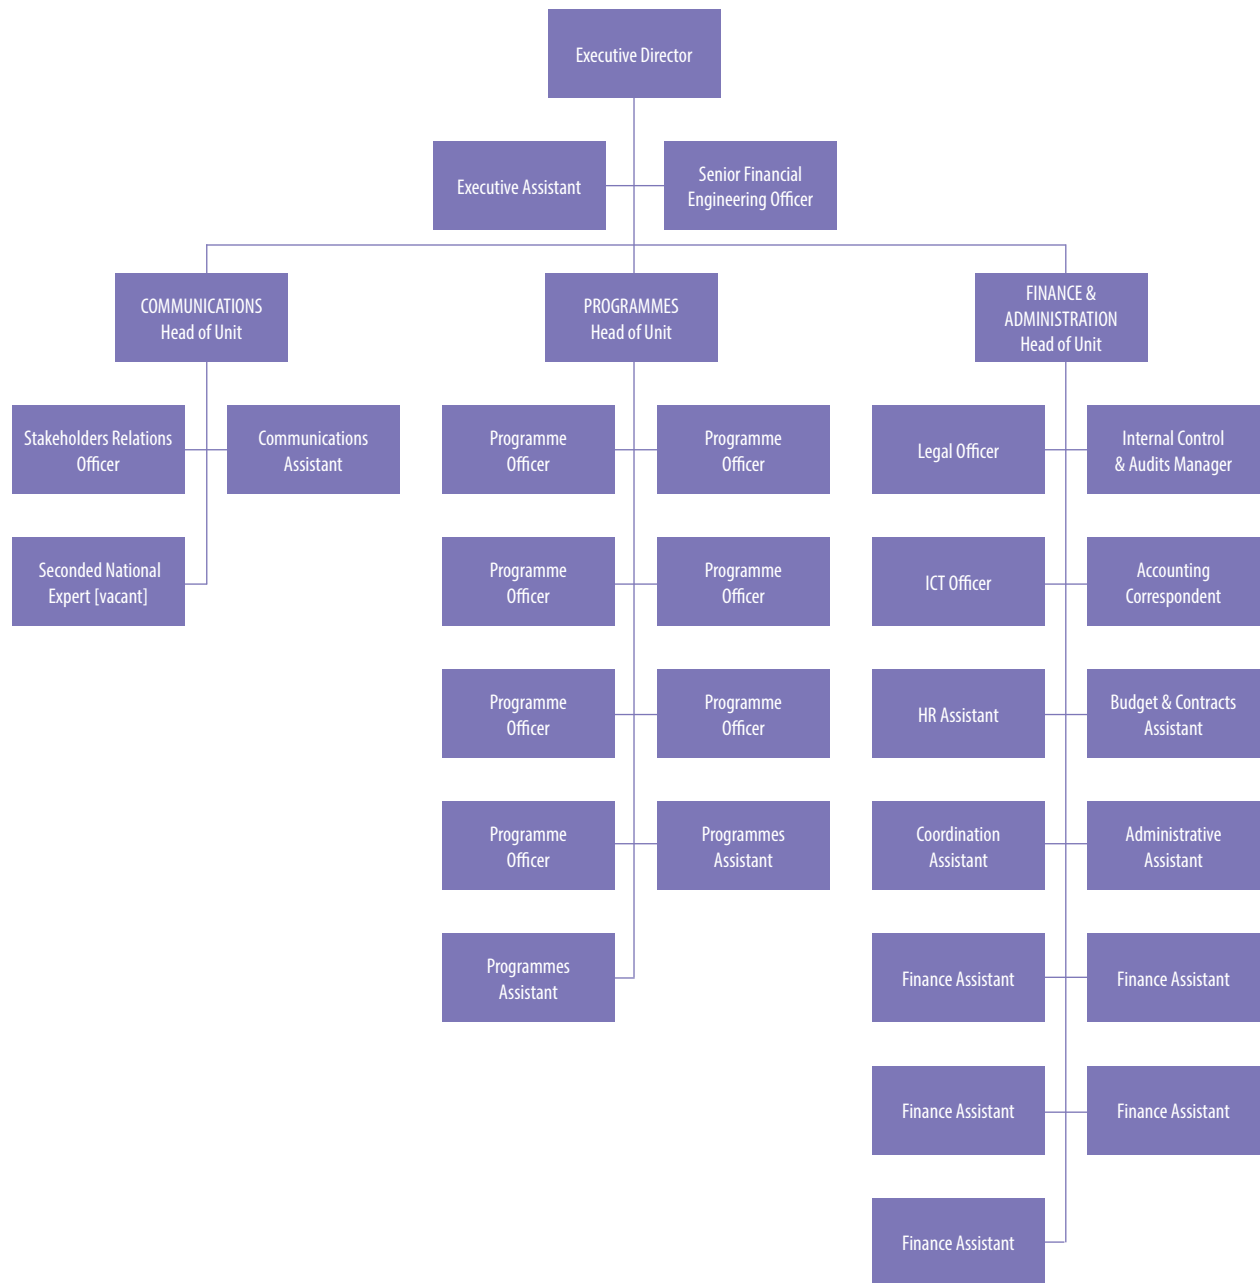 Executive Director
Executive Assistant
Senior Financial
Engineering Officer
COMMUNICATIONS
Head of Unit
PROGRAMMES
Head of Unit
FINANCE &
ADMINISTRATION
Head of Unit
Stakeholders Relations
Officer
Communications
Assistant
Programme
Officer
Programme
Officer
Legal Officer
Internal Control
& Audits Manager
Seconded National
Expert [vacant]
Programme
Officer
Programme
Officer
ICT Officer
Accounting
Correspondent
Programme
Officer
Programme
Officer
HR Assistant
Budget & Contracts
Assistant
Programme
Officer
Programmes
Assistant
Coordination
Assistant
Administrative
Assistant
Programmes
Assistant
Finance Assistant
Finance Assistant
Finance Assistant
Finance Assistant
Finance Assistant